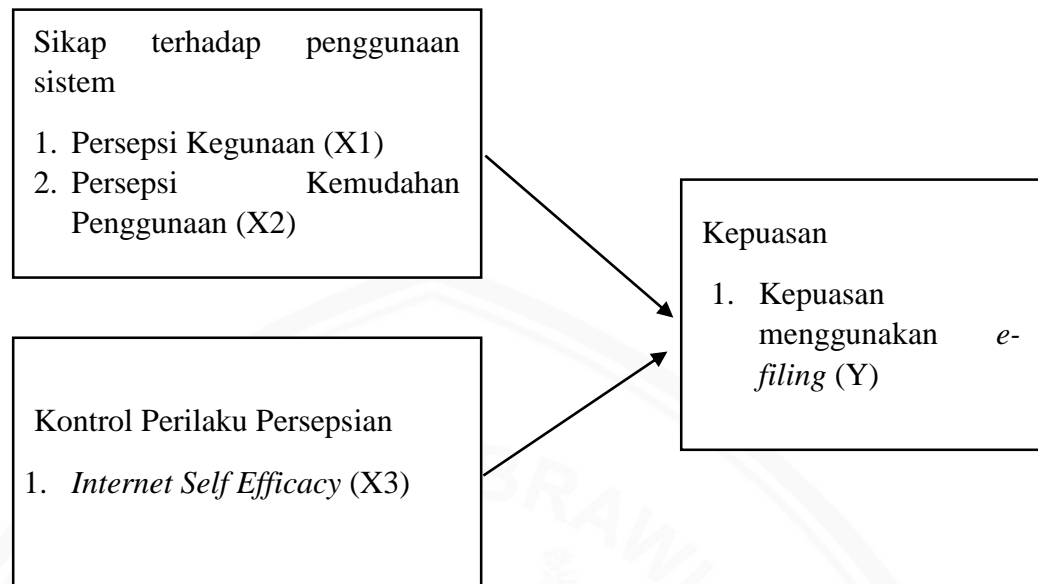 Sikap terhadap penggunaan
sistem
1. Persepsi Kegunaan (X1)
2. Persepsi Kemudahan
Penggunaan (X2)
Kepuasan
1. Kepuasan
menggunakan e-
filing (Y)
Kontrol Perilaku Persepsian
1. Internet Self Efficacy (X3)